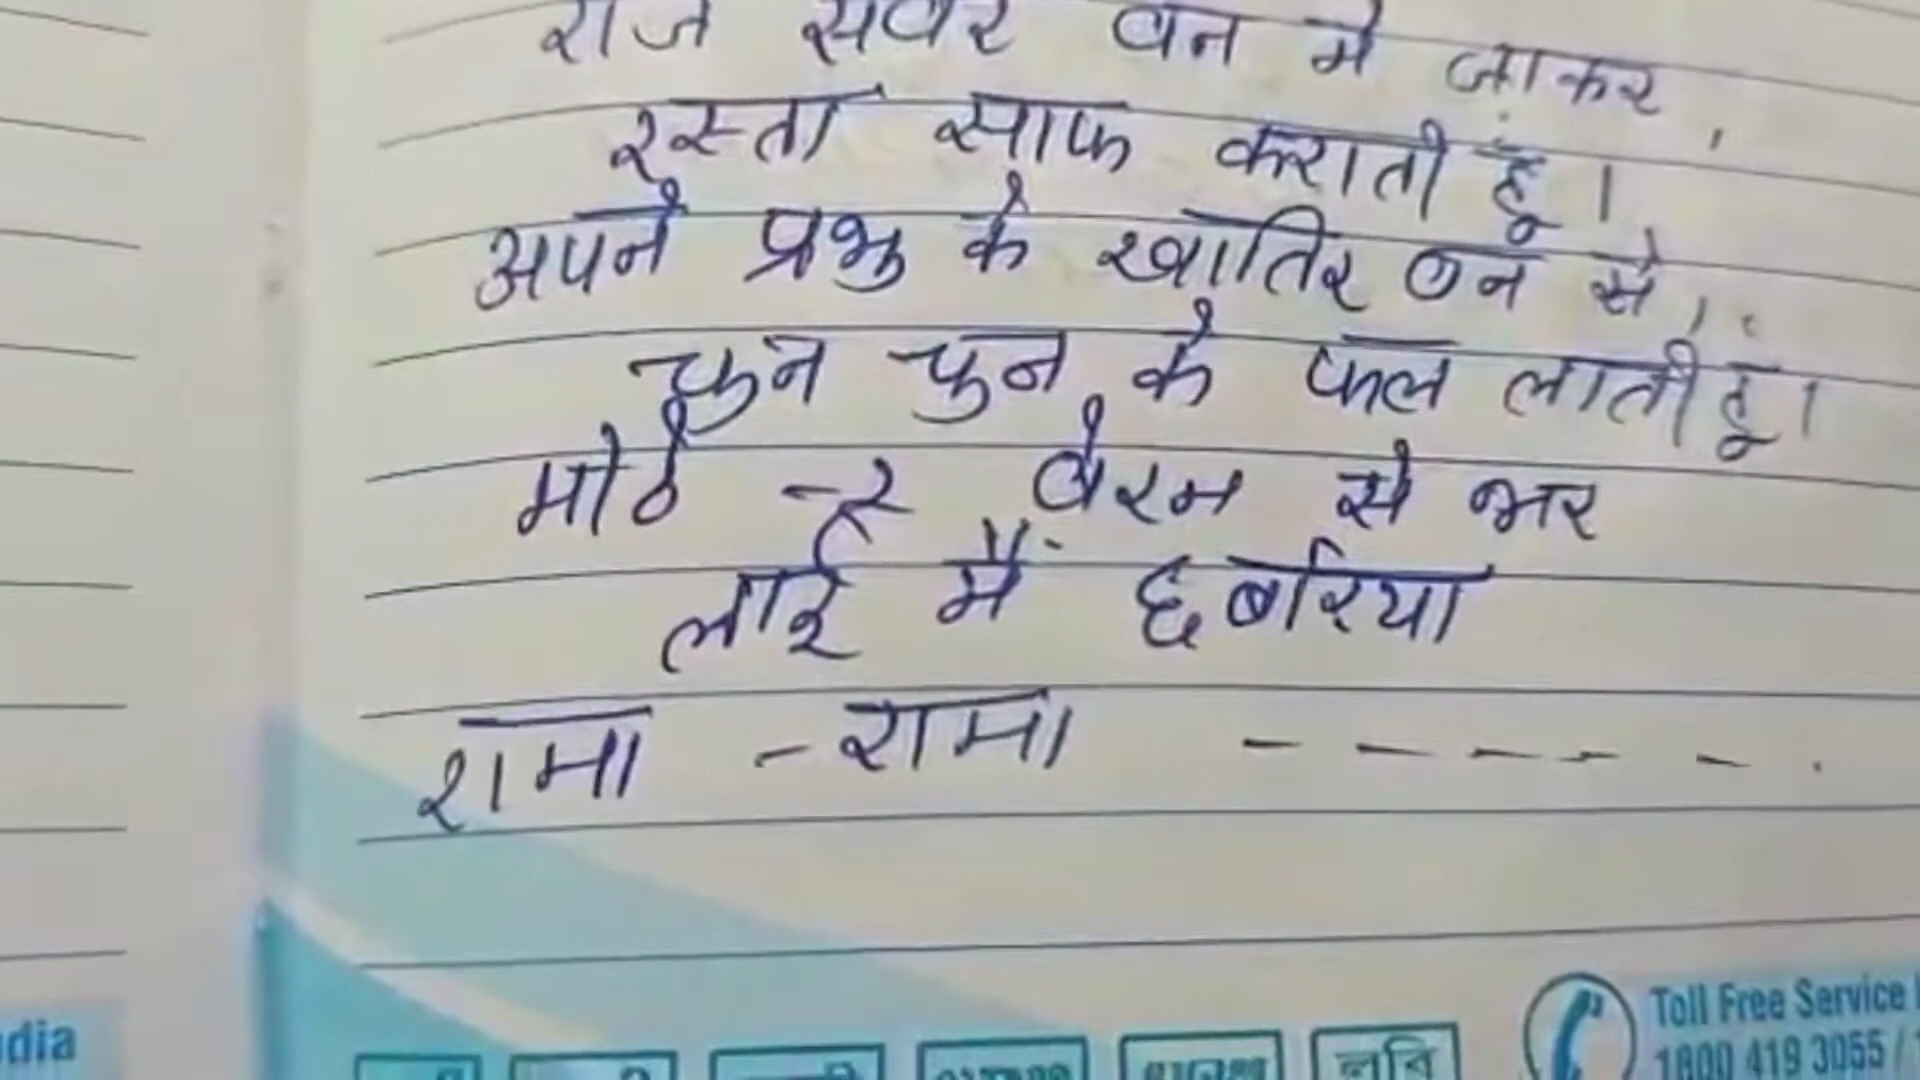 रोज सवेरे वन में जाकर,
रस्ता साफ कराती हूं।
अपने प्रभु के खातिर वन से,
चुन चुन के फल लाती हूं।
मीठे -२ बेरन से भर
लाई मैं छबरिया
रामा - रामा - - - - - .
dia
Toll Free Service
1800 419 3055 /